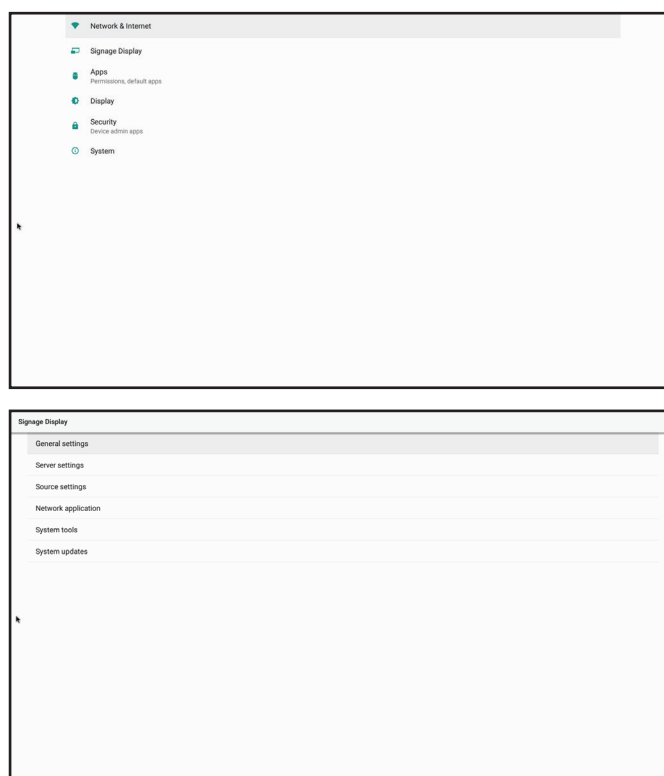 Network & Internet
Signage Display
Apps
Permissions, default apps
Display
Security
Device admin apps
System
Signage Display
General settings
Server settings
Source settings
Network application
System tools
System updates